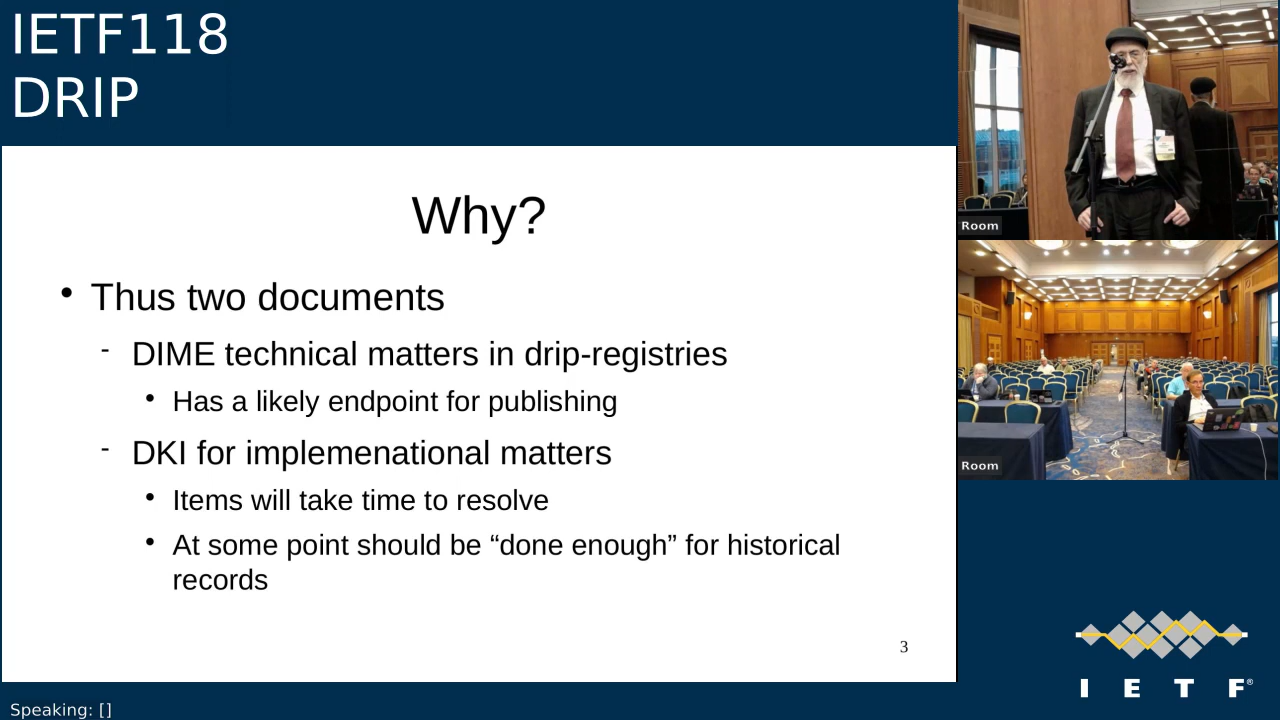 IETF118
DRIP
Why?
• Thus two documents
- DIME technical matters in drip-registries
• Has a likely endpoint for publishing
- DKI for implemenational matters
• Items will take time to resolve
• At some point should be “done enough” for historical
records
3
Room
Room
I E T F®
Speaking: []